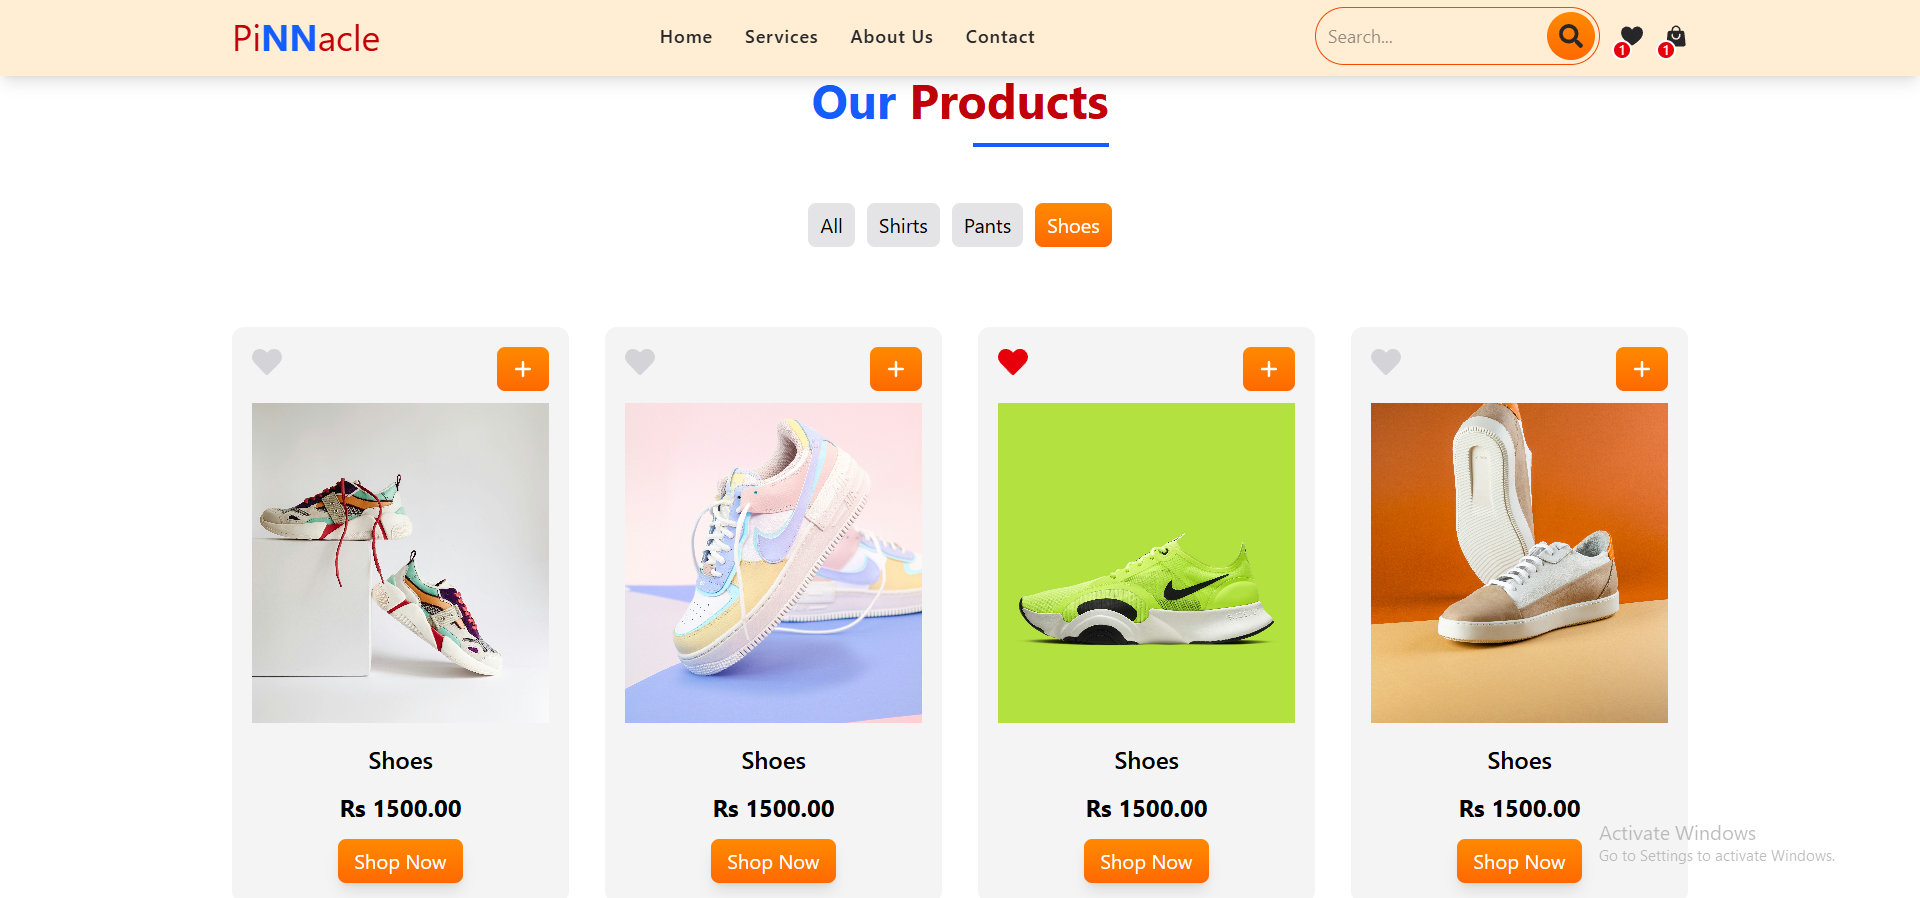 PiNNacle
Home Services About Us Contact
Search...
1 1
Our Products
All Shirts Pants Shoes
+ + + +
Shoes Shoes Shoes Shoes
Rs 1500.00 Rs 1500.00 Rs 1500.00 Rs 1500.00
Shop Now Shop Now Shop Now Shop Now
Activate Windows
Go to Settings to activate Windows.